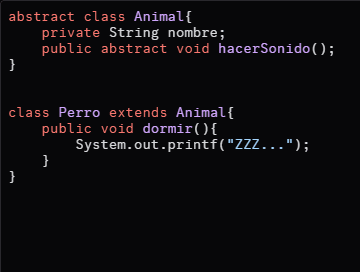 abstract class Animal{
    private String nombre;
    public abstract void hacerSonido();
}
class Perro extends Animal{
    public void dormir(){
        System.out.printf("ZZZ...");
    }
}